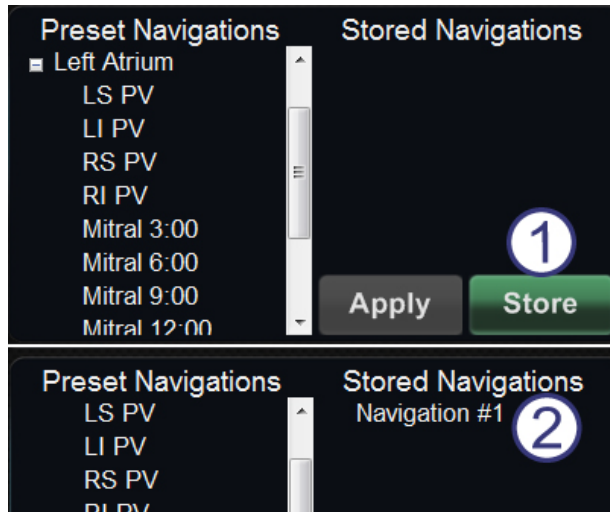 Preset Navigations
Stored Navigations
Left Atrium
LS PV
LI PV
RS PV
RI PV
Mitral 3:00
Mitral 6:00
Mitral 9:00
Mitral 12:00
1
Apply
Store
Preset Navigations
Stored Navigations
LS PV
Navigation #1
2
LI PV
RS PV
RI PV